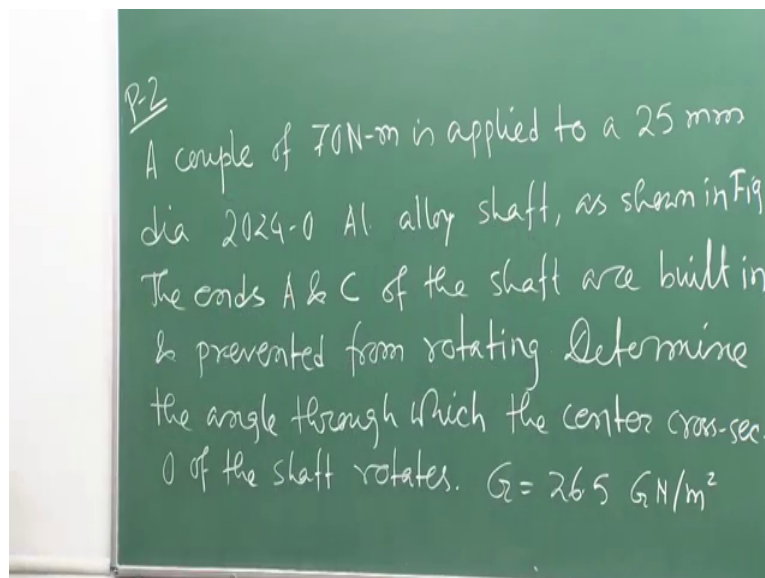 P-2
A couple of 70N-m is applied to a 25 mm
dia 2024-0 Al. alloy shaft, as shown in Fig
The ends A & C of the shaft are built in
& prevented from rotating. Determine
the angle through which the center cross-sec.
O of the shaft rotates. G = 26.5 GN/m²